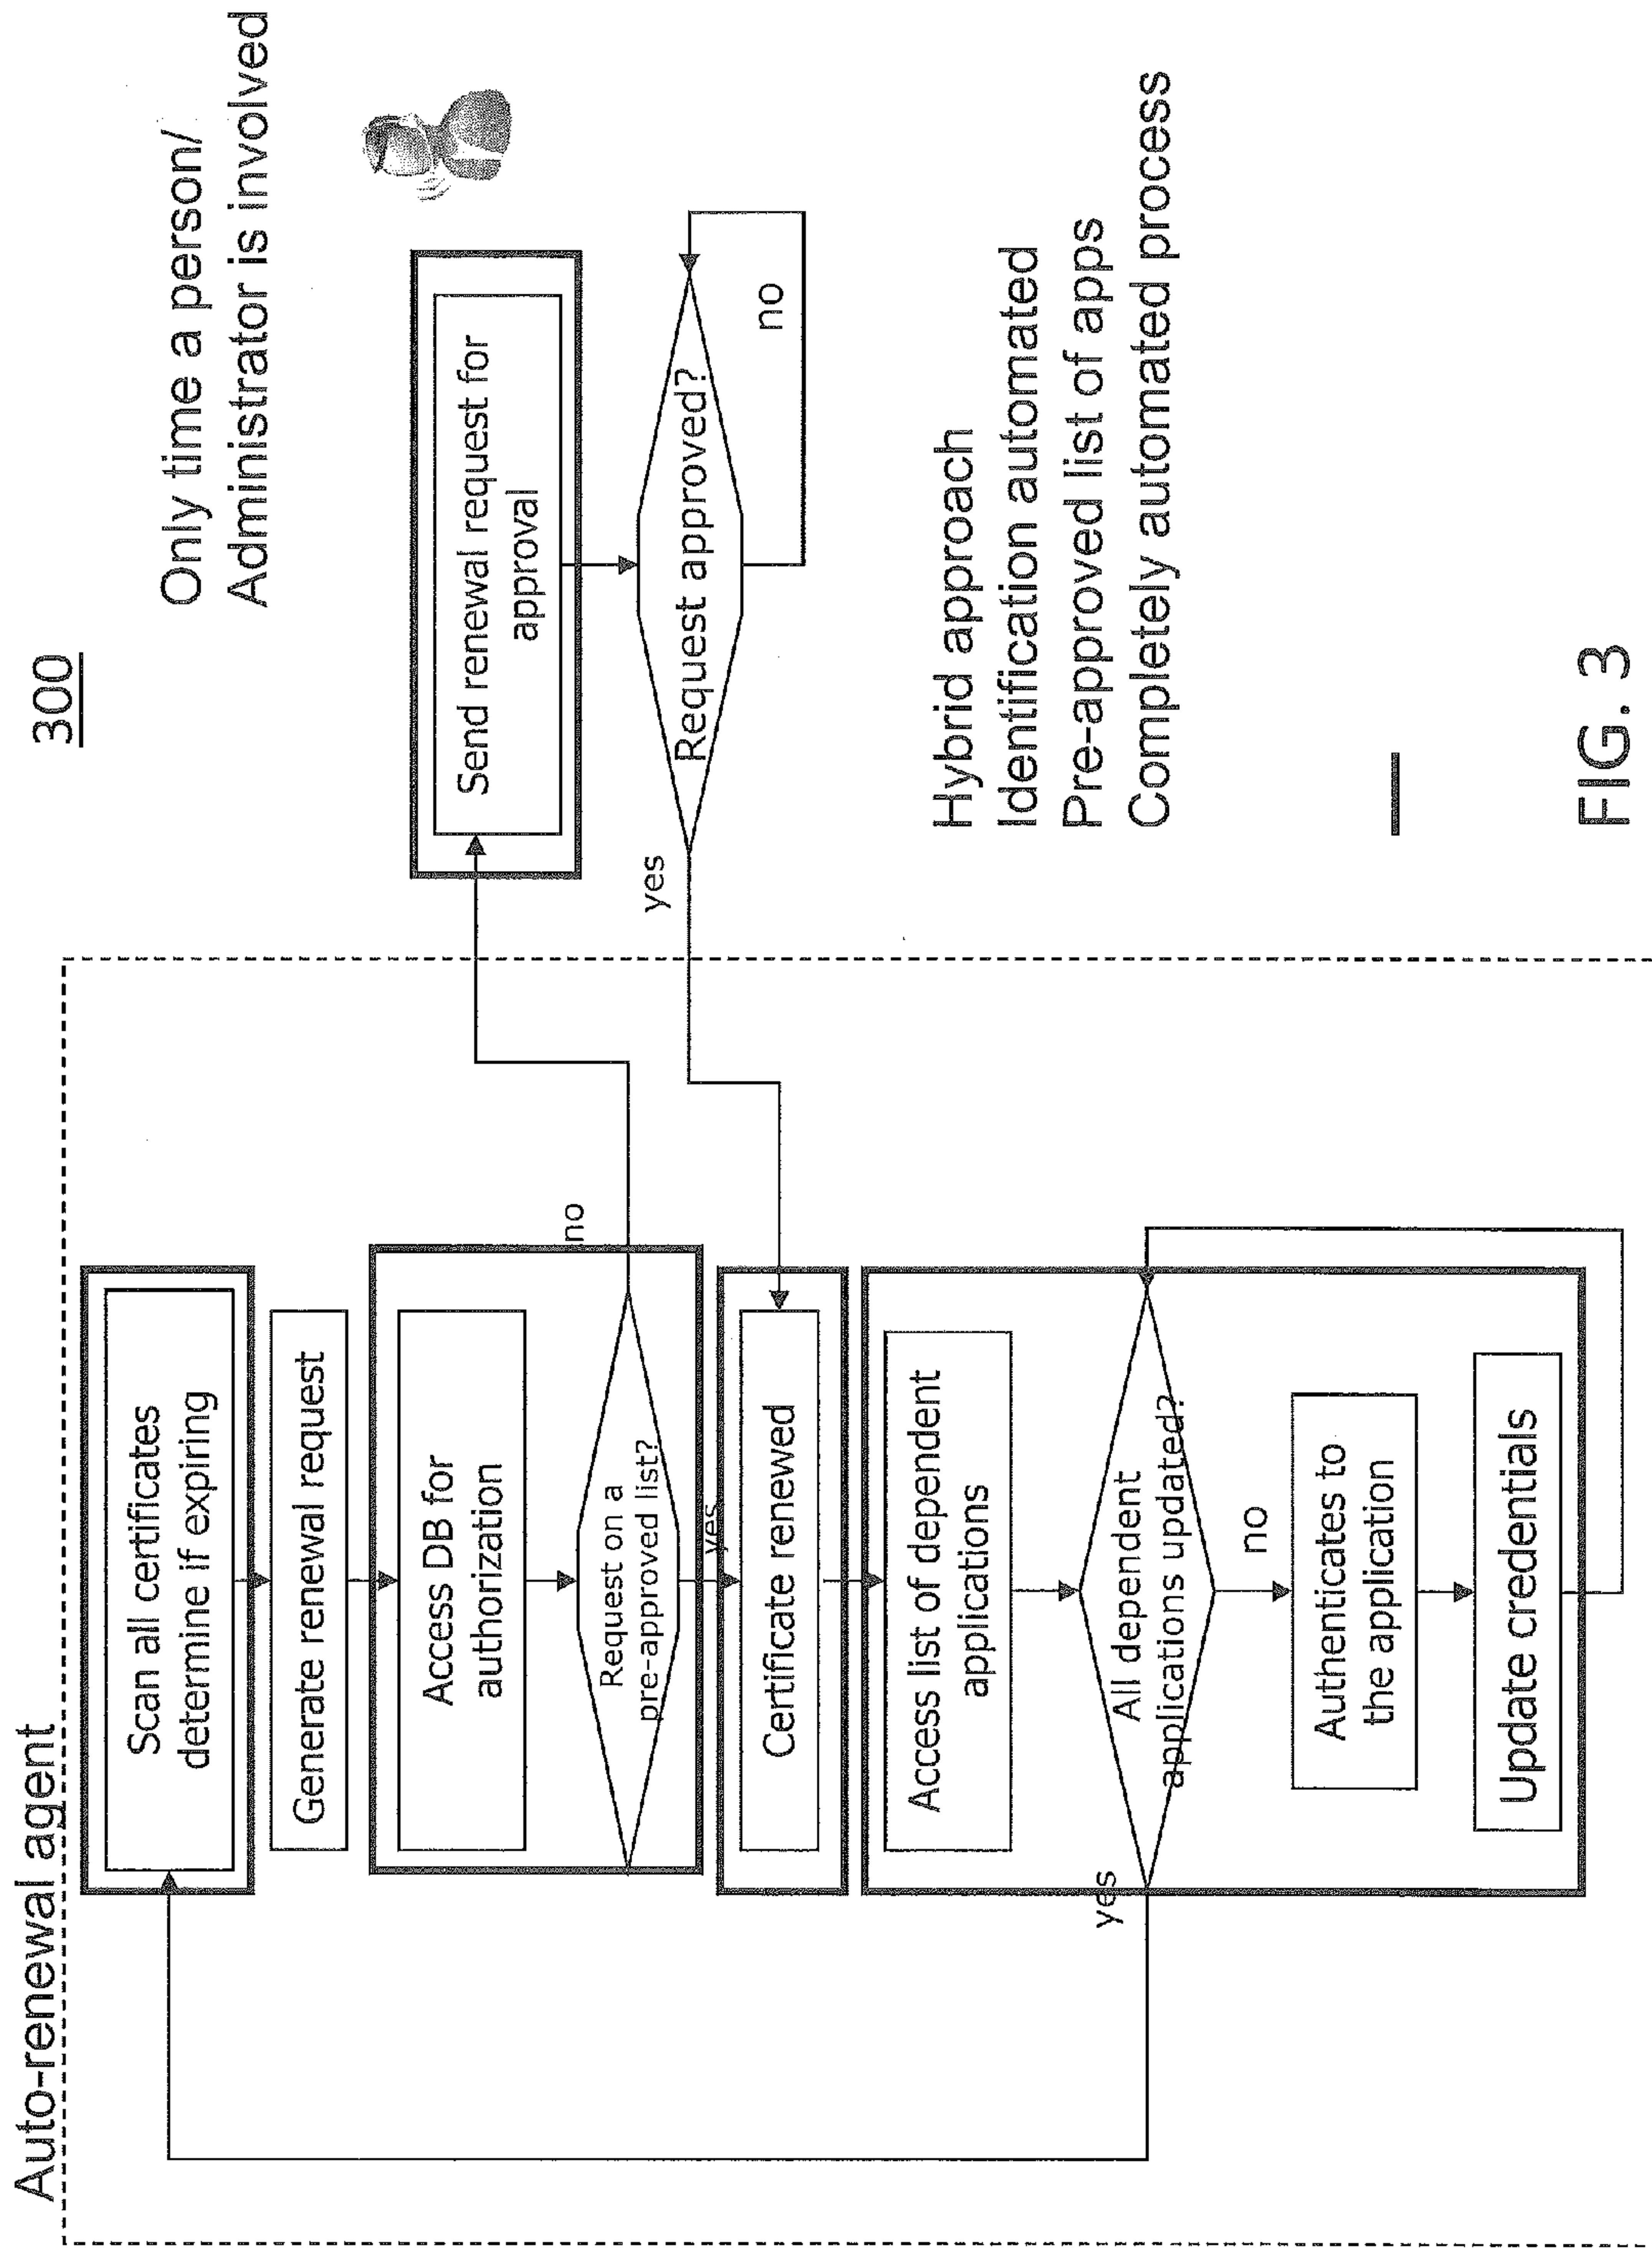 300
Auto-renewal agent
Scan all certificates
determine if expiring
Generate renewal request
Access DB for
authorization
Request on a
pre-approved list?
no
yes
Certificate renewed
Access list of dependent
applications
All dependent
applications updated?
yes
no
Authenticates to
the application
Update credentials
Only time a person/
Administrator is involved
Send renewal request for
approval
Request approved?
yes
no
Hybrid approach
Identification automated
Pre-approved list of apps
Completely automated process
FIG. 3